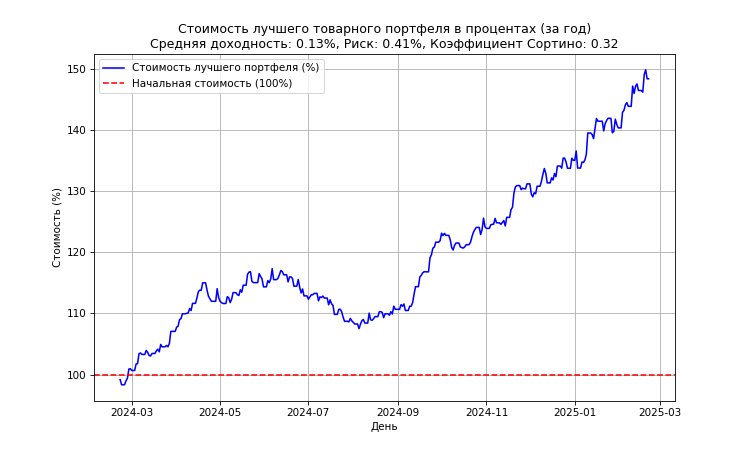 Стоимость лучшего товарного портфеля в процентах (за год)
Средняя доходность: 0.13%, Риск: 0.41%, Коэффициент Сортино: 0.32
Стоимость лучшего портфеля (%)
Начальная стоимость (100%)
Стоимость (%)
150
140
130
120
110
100
2024-03
2024-05
2024-07
2024-09
2024-11
2025-01
2025-03
День